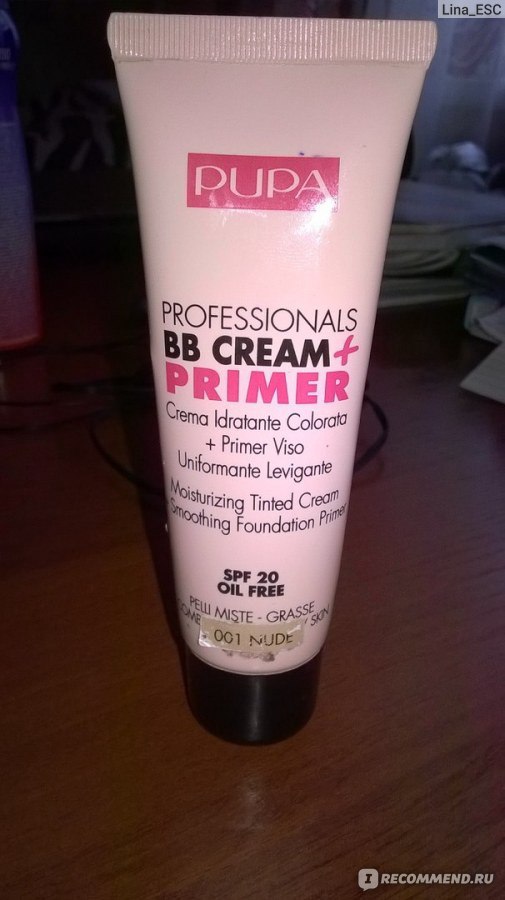 Lina_ESC
PUPA
PROFESSIONALS
BB CREAM+
PRIMER
Crema Idratante Colorata
+ Primer Viso
Uniformante Levigante
Moisturizing Tinted Cream
Smoothing Foundation Primer
SPF 20
OIL FREE
PELLI MISTE - GRASSE
SKIN
001 NUDE
I RECOMMEND.RU